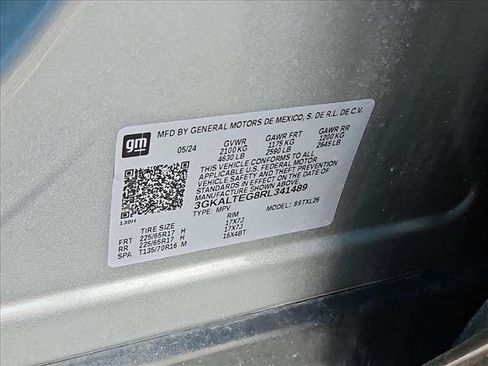 gm
MFD BY GENERAL MOTORS DE MEXICO, S. DE R.L. DE C.V.
05/24 GVWR GAWR FRT GAWR RR
2100 KG 1175 KG 1200 KG
4630 LB 2590 LB 2645 LB
THIS VEHICLE CONFORMS TO ALL
APPLICABLE U.S. FEDERAL MOTOR
VEHICLE SAFETY AND THEFT PREVENTION
STANDARDS IN EFFECT ON THE DATE OF
MANUFACTURE SHOWN ABOVE.
3GKALTEG8RL341489
TYPE: MPV MODEL:
TIRE SIZE RIM
FRT 225/65R17 H 17X7J
RR 225/65R17 H 17X7J
SPA T135/70R16 M 16X4BT